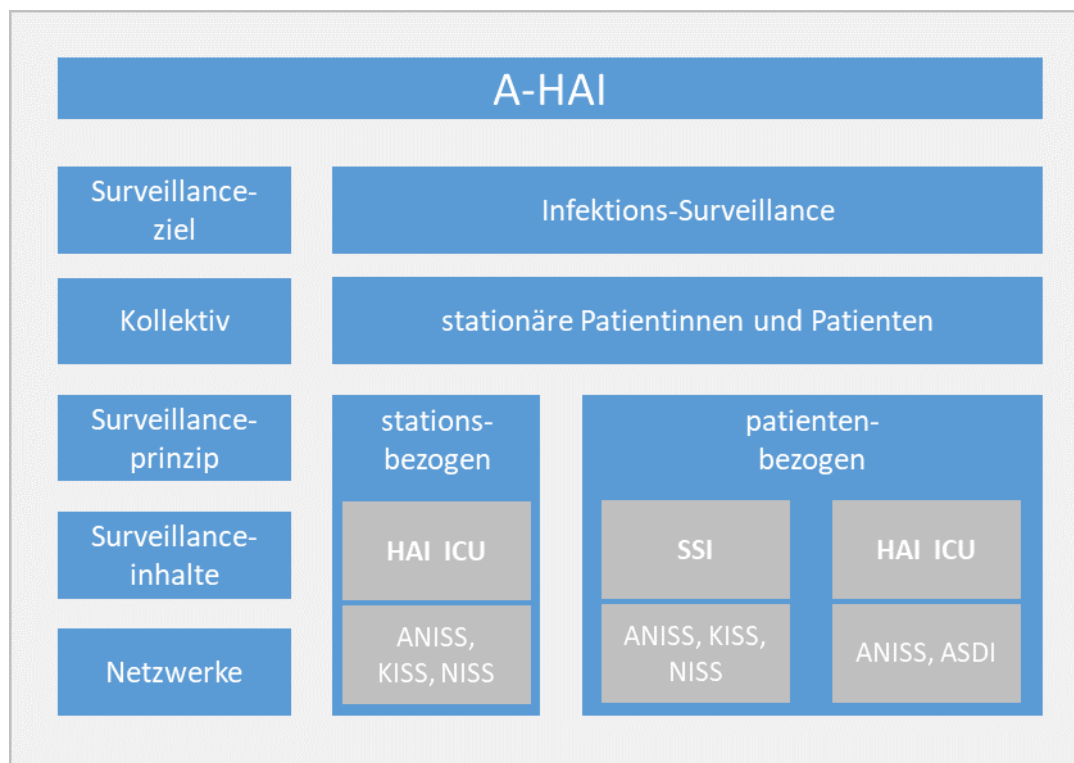 A-HAI
Surveillance-
ziel
Infektions-Surveillance
Kollektiv
stationäre Patientinnen und Patienten
Surveillance-
prinzip
stations-
bezogen
patienten-
bezogen
Surveillance-
inhalte
HAI ICU
SSI
HAI ICU
Netzwerke
ANISS,
KISS, NISS
ANISS, KISS,
NISS
ANISS, ASDI